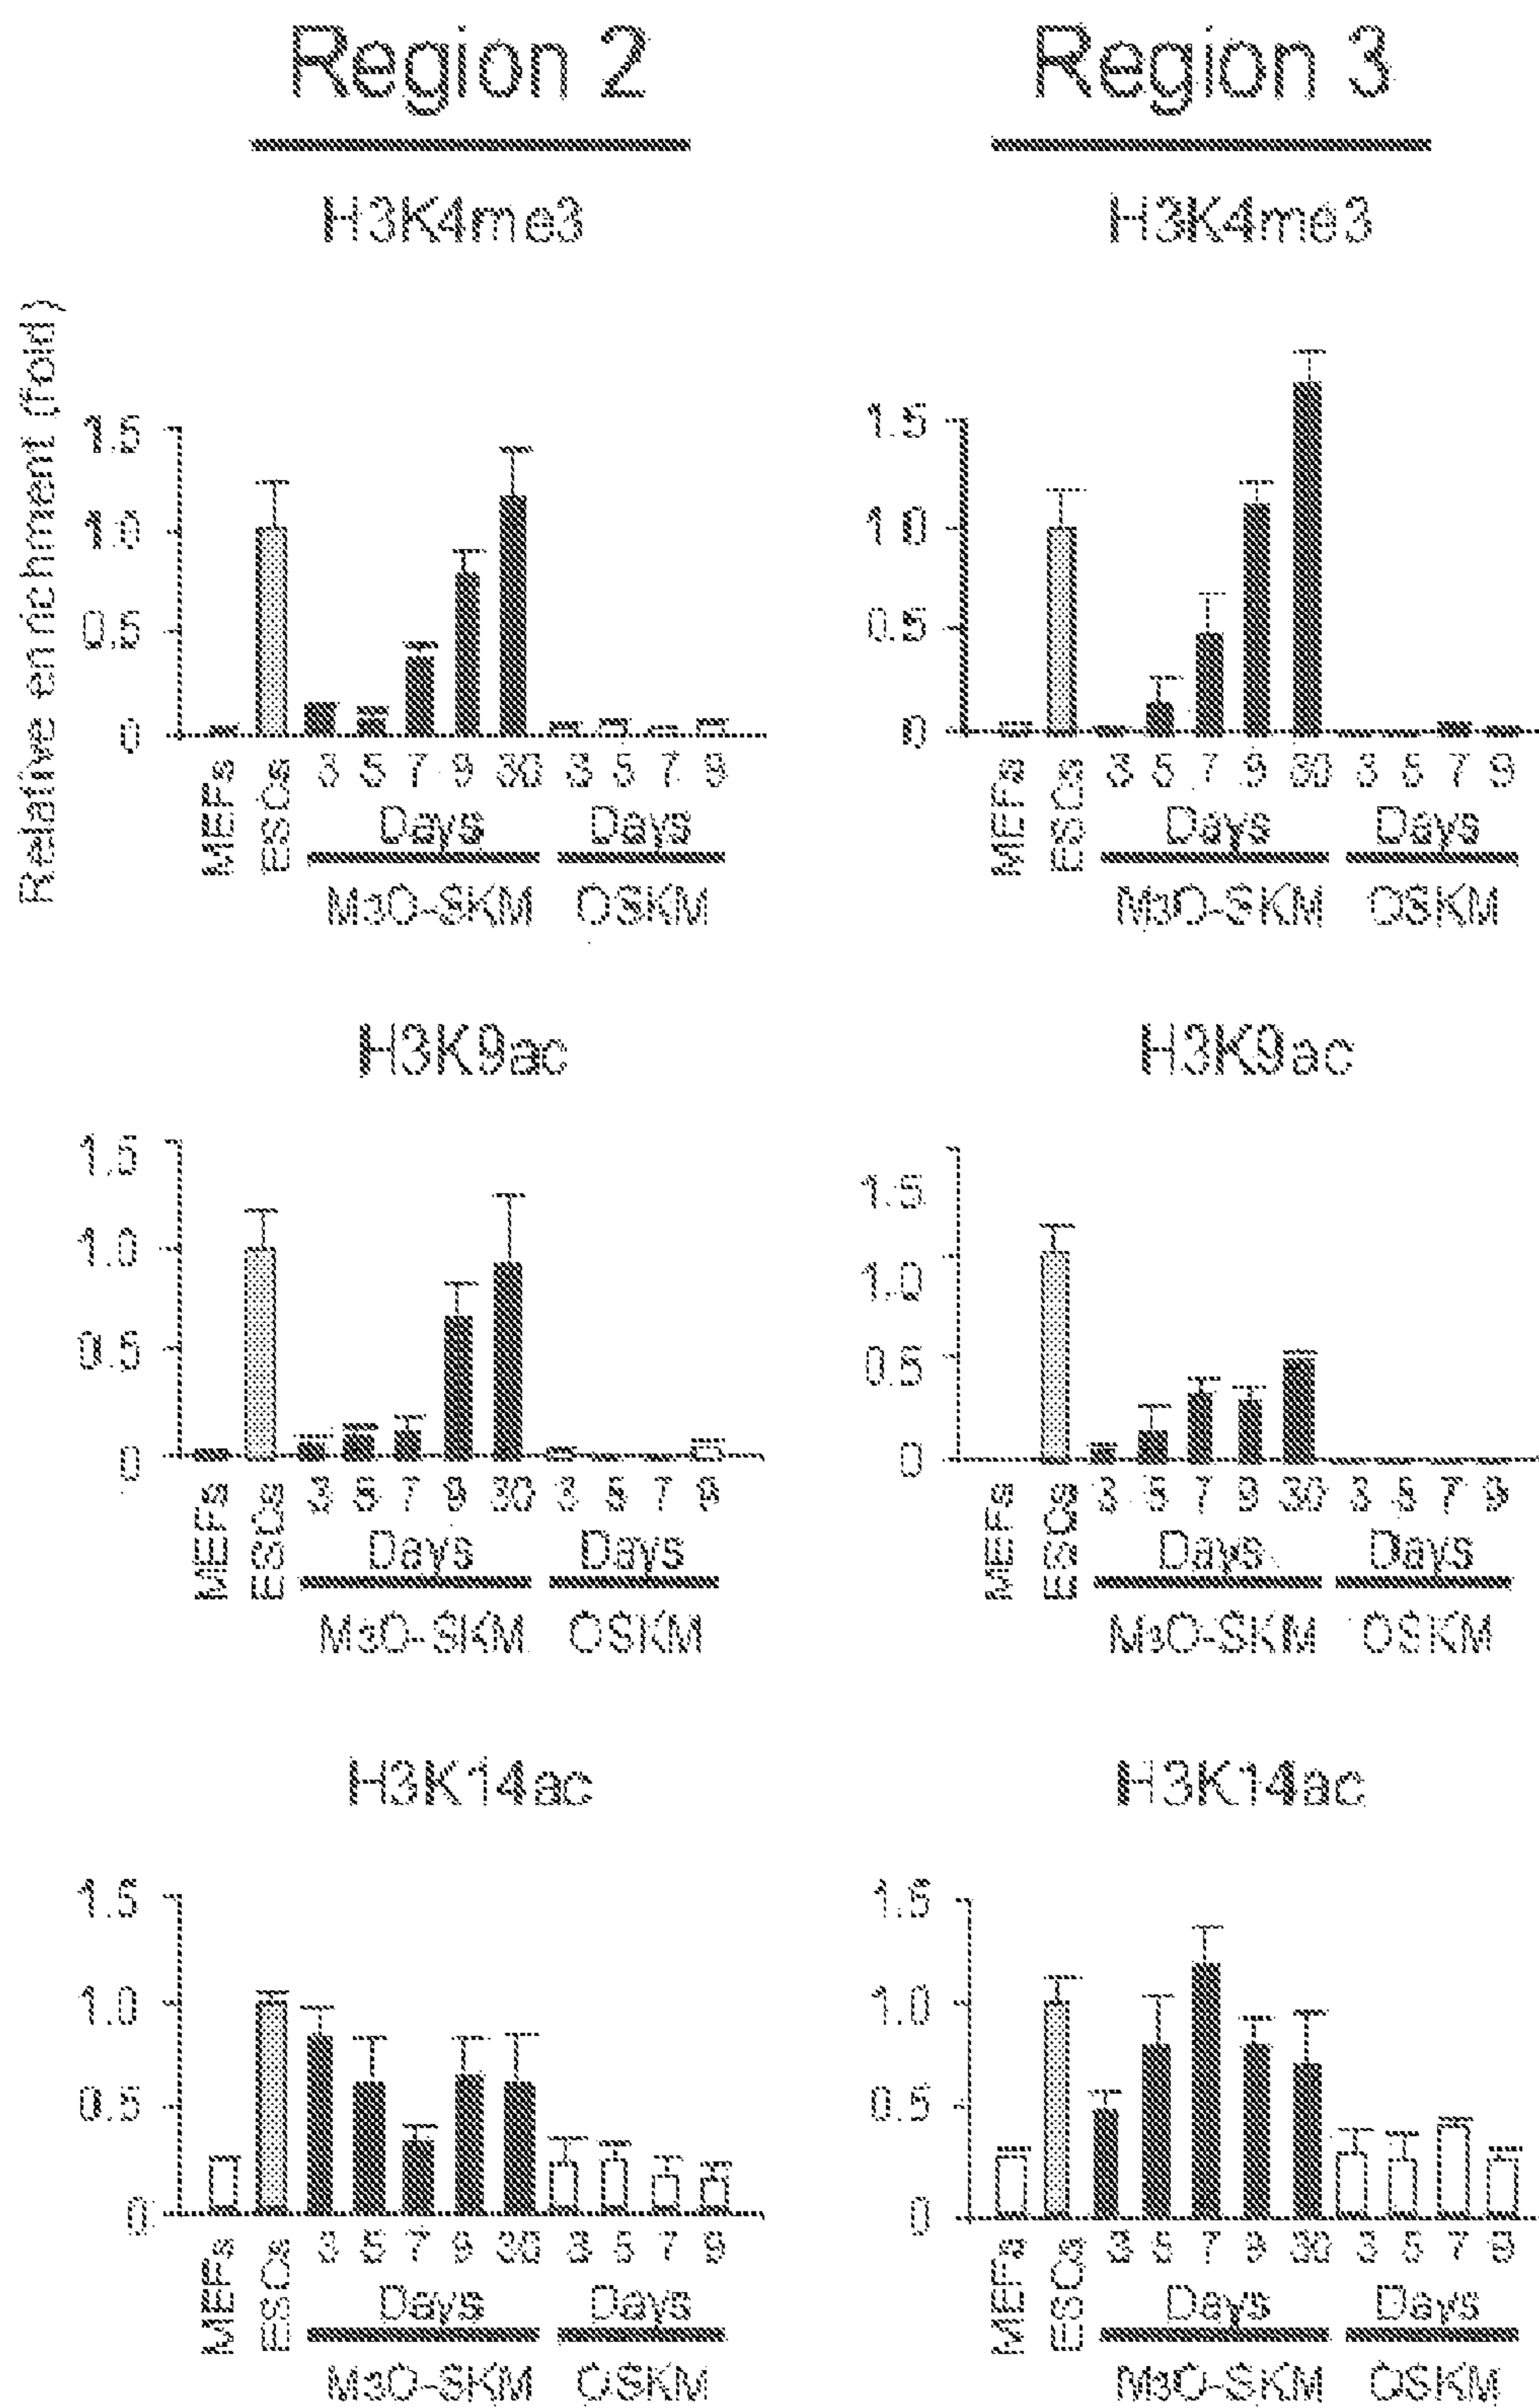 Region 2
Region 3
H3K4me3
H3K4me3
Relative enrichment (fold)
1.5
1.0
0.5
0
MEFs ESCs 3 5 7 9 30 3 5 7 9
Days Days
M3O-SKM OSKM
1.5
1.0
0.5
0
MEFs ESCs 3 5 7 9 30 3 5 7 9
Days Days
M3O-SKM OSKM
H3K9ac
H3K9ac
1.5
1.0
0.5
0
MEFs ESCs 3 5 7 9 30 3 5 7 9
Days Days
M3O-SKM OSKM
1.5
1.0
0.5
0
MEFs ESCs 3 5 7 9 30 3 5 7 9
Days Days
M3O-SKM OSKM
H3K14ac
H3K14ac
1.5
1.0
0.5
0
MEFs ESCs 3 5 7 9 30 3 5 7 9
Days Days
M3O-SKM OSKM
1.5
1.0
0.5
0
MEFs ESCs 3 5 7 9 30 3 5 7 9
Days Days
M3O-SKM OSKM